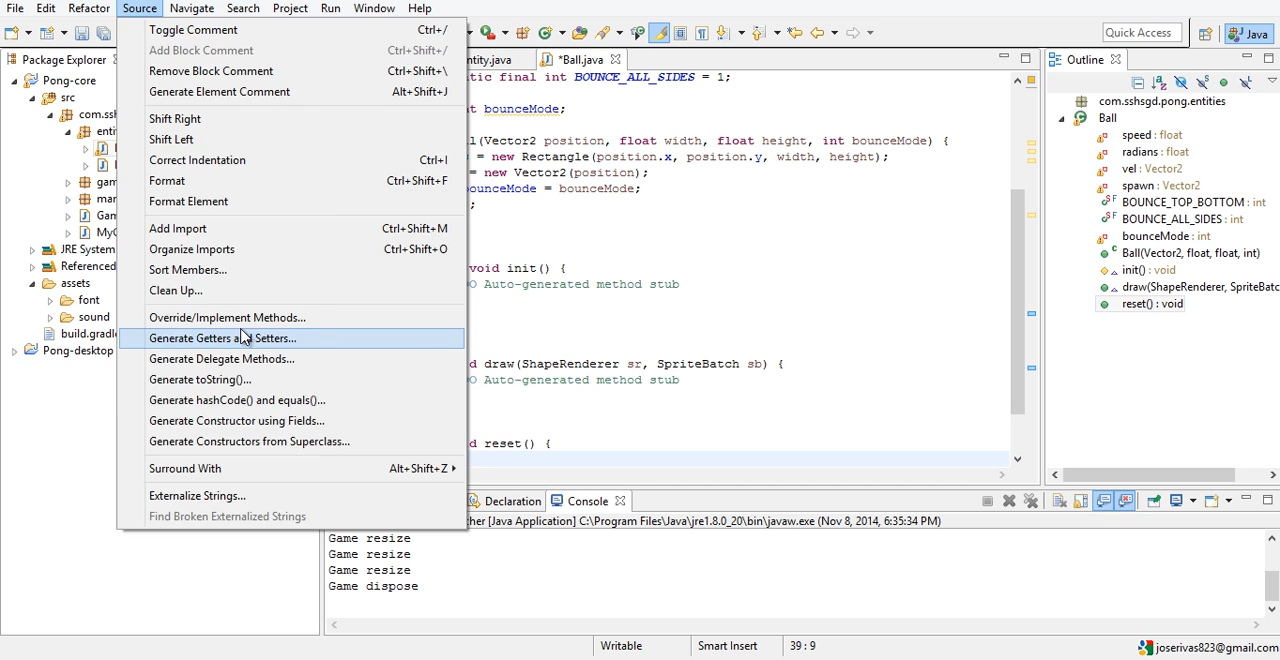 File Edit Refactor Source Navigate Search Project Run Window Help
Quick Access
Java
Package Explorer
Pong-core
src
com.ssh
enti
gam
mar
Gam
MyG
JRE System
Referenced
assets
font
sound
build.gradle
Pong-desktop
Toggle Comment Ctrl+/
Add Block Comment Ctrl+Shift+/
Remove Block Comment Ctrl+Shift+\
Generate Element Comment Alt+Shift+J
Shift Right
Shift Left
Correct Indentation Ctrl+I
Format Ctrl+Shift+F
Format Element
Add Import Ctrl+Shift+M
Organize Imports Ctrl+Shift+O
Sort Members...
Clean Up...
Override/Implement Methods...
Generate Getters and Setters...
Generate Delegate Methods...
Generate toString()...
Generate hashCode() and equals()...
Generate Constructor using Fields...
Generate Constructors from Superclass...
Surround With Alt+Shift+Z
Externalize Strings...
Find Broken Externalized Strings
ntity.java *Ball.java
tic final int BOUNCE_ALL_SIDES = 1;
t bounceMode;
l(Vector2 position, float width, float height, int bounceMode) {
s = new Rectangle(position.x, position.y, width, height);
= new Vector2(position);
ounceMode = bounceMode;
;
void init() {
O Auto-generated method stub
d draw(ShapeRenderer sr, SpriteBatch sb) {
O Auto-generated method stub
d reset() {
Outline
com.sshsgd.pong.entities
Ball
speed : float
radians : float
vel : Vector2
spawn : Vector2
BOUNCE_TOP_BOTTOM : int
BOUNCE_ALL_SIDES : int
bounceMode : int
Ball(Vector2, float, float, int)
init() : void
draw(ShapeRenderer, SpriteBatc
reset() : void
Declaration Console
her [Java Application] C:\Program Files\Java\jre1.8.0_20\bin\javaw.exe (Nov 8, 2014, 6:35:34 PM)
Game resize
Game resize
Game resize
Game dispose
Writable Smart Insert 39 : 9
joserivas823@gmail.com